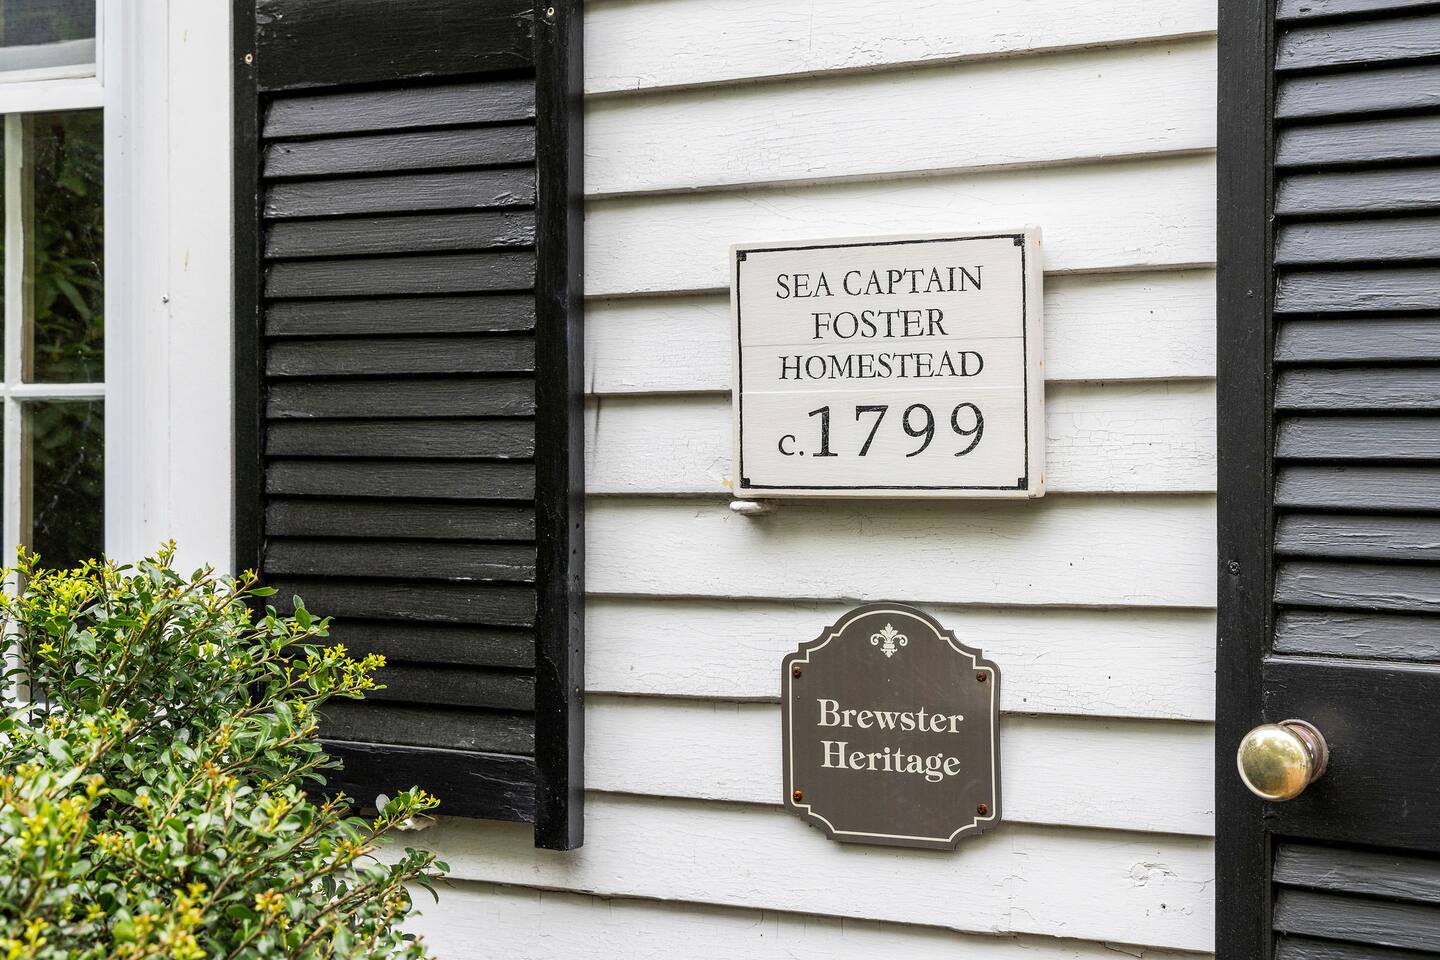 SEA CAPTAIN
FOSTER
HOMESTEAD
c.1799
Brewster
Heritage